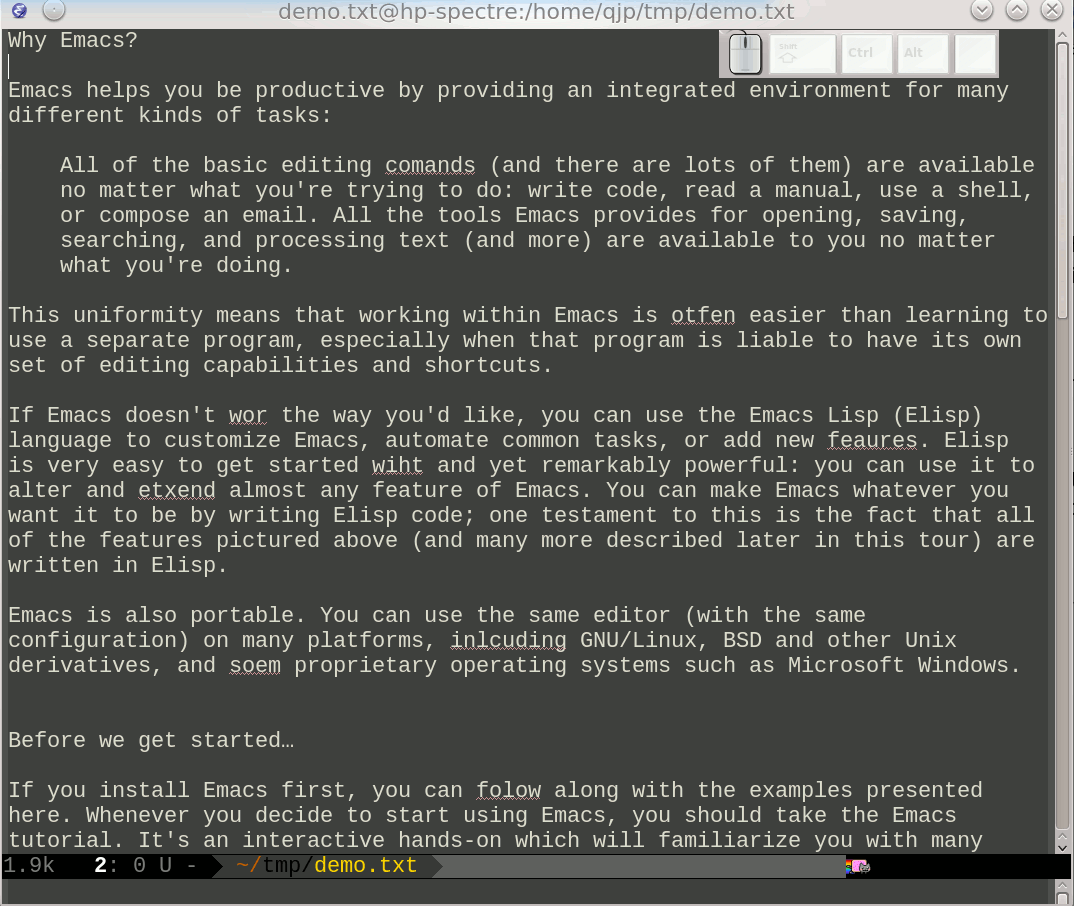 demo.txt@hp-spectre:/home/qjp/tmp/demo.txt
Why Emacs?
Shift
Ctrl
Alt
Emacs helps you be productive by providing an integrated environment for many
different kinds of tasks:
All of the basic editing comands (and there are lots of them) are available
no matter what you're trying to do: write code, read a manual, use a shell,
or compose an email. All the tools Emacs provides for opening, saving,
searching, and processing text (and more) are available to you no matter
what you're doing.
This uniformity means that working within Emacs is otfen easier than learning to
use a separate program, especially when that program is liable to have its own
set of editing capabilities and shortcuts.
If Emacs doesn't wor the way you'd like, you can use the Emacs Lisp (Elisp)
language to customize Emacs, automate common tasks, or add new feaures. Elisp
is very easy to get started wiht and yet remarkably powerful: you can use it to
alter and etxend almost any feature of Emacs. You can make Emacs whatever you
want it to be by writing Elisp code; one testament to this is the fact that all
of the features pictured above (and many more described later in this tour) are
written in Elisp.
Emacs is also portable. You can use the same editor (with the same
configuration) on many platforms, inlcuding GNU/Linux, BSD and other Unix
derivatives, and soem proprietary operating systems such as Microsoft Windows.
Before we get started…
If you install Emacs first, you can folow along with the examples presented
here. Whenever you decide to start using Emacs, you should take the Emacs
tutorial. It's an interactive hands-on which will familiarize you with many
1.9k 2: 0 U - ~/tmp/demo.txt